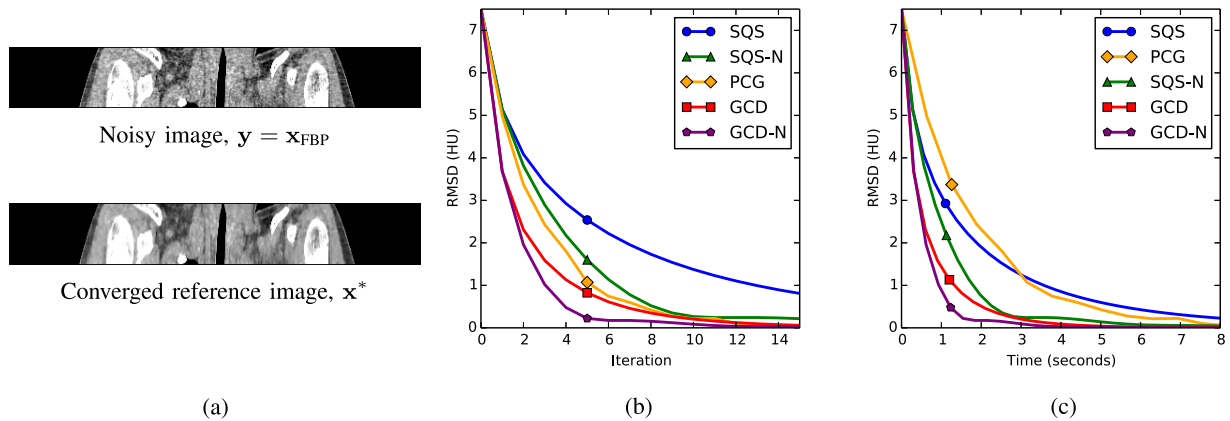 Noisy image, y = x_FBP
Converged reference image, x*
(a)
RMSD (HU)
7
6
5
4
3
2
1
0
0 2 4 6 8 10 12 14
Iteration
SQS
SQS-N
PCG
GCD
GCD-N
(b)
RMSD (HU)
7
6
5
4
3
2
1
0
0 1 2 3 4 5 6 7 8
Time (seconds)
SQS
PCG
SQS-N
GCD
GCD-N
(c)